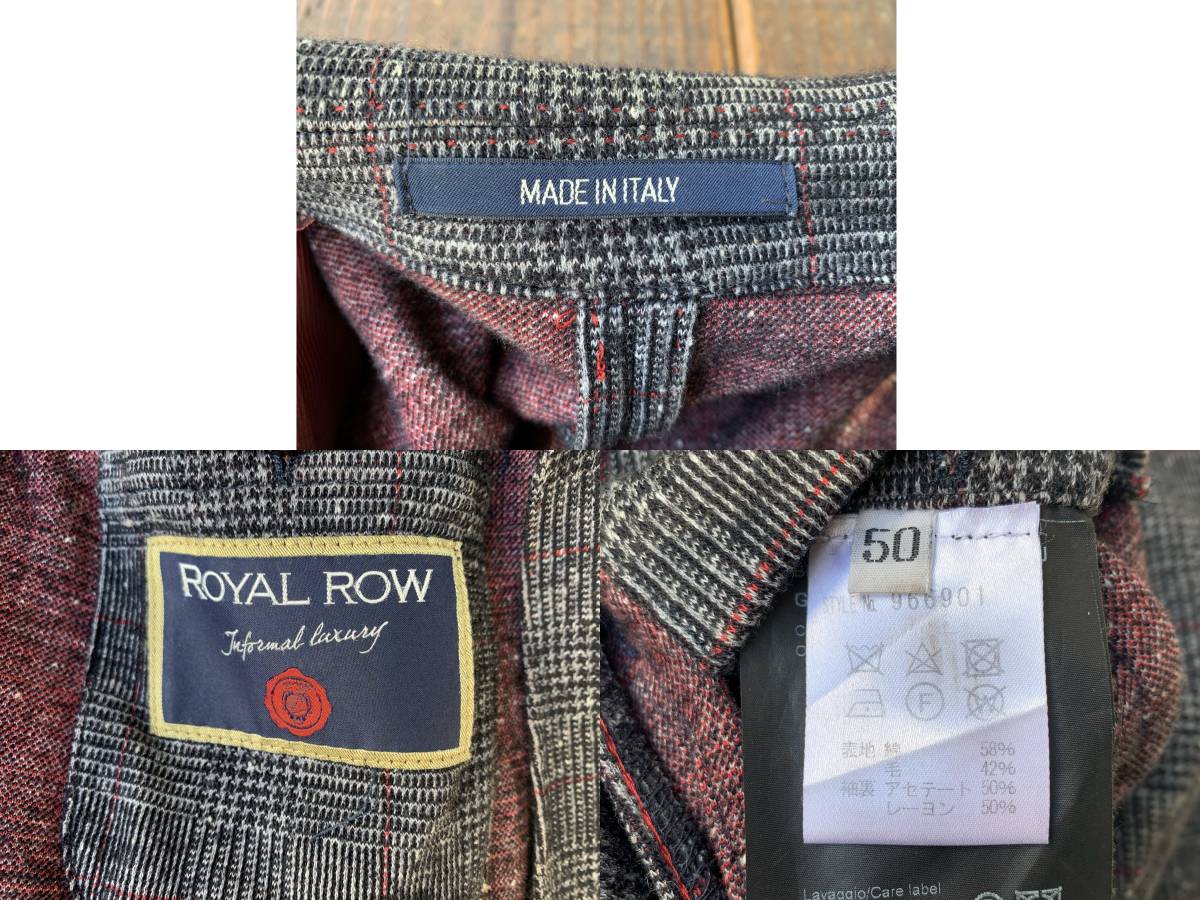 MADE IN ITALY
ROYAL ROW
Informal luxury
50
STYLE No. 966901
表地 綿 58%
毛 42%
袖裏 アセテート 50%
レーヨン 50%
Lavaggio/Care label